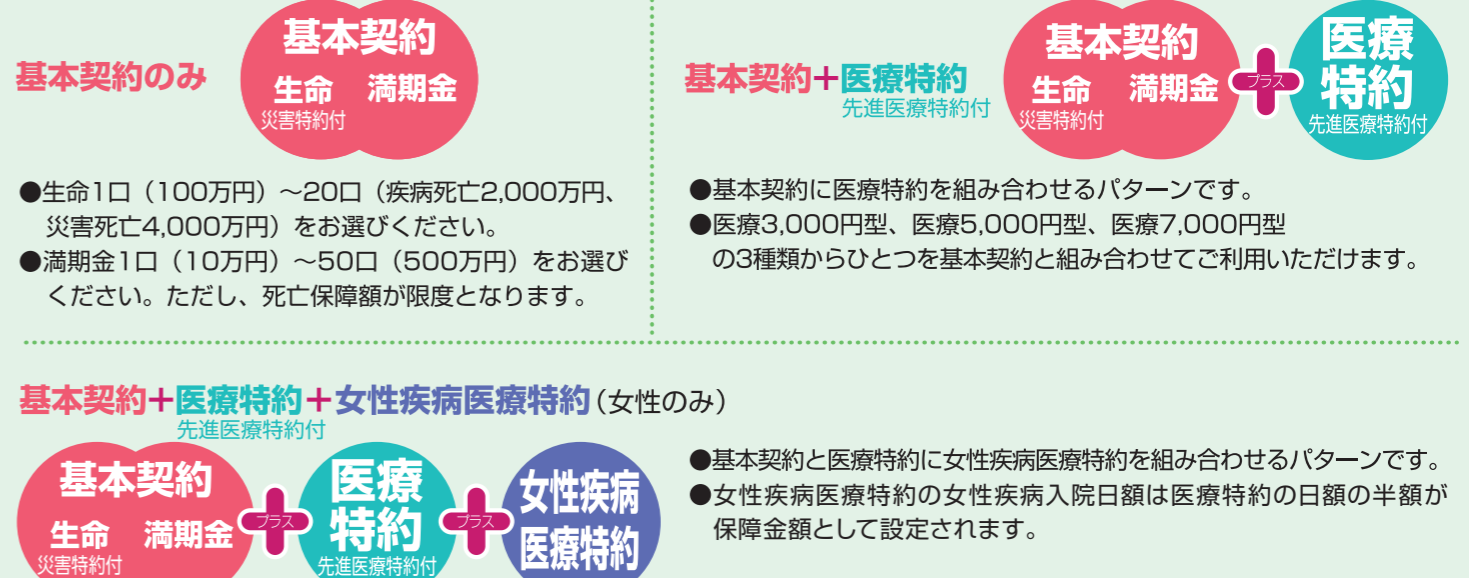 基本契約のみ
基本契約
生命 満期金
災害特約付
●生命1口（100万円）～20口（疾病死亡2,000万円、
災害死亡4,000万円）をお選びください。
●満期金1口（10万円）～50口（500万円）をお選び
ください。ただし、死亡保障額が限度となります。
基本契約＋医療特約
先進医療特約付
基本契約
生命 満期金
災害特約付
プラス
医療
特約
先進医療特約付
●基本契約に医療特約を組み合わせるパターンです。
●医療3,000円型、医療5,000円型、医療7,000円型
の3種類からひとつを基本契約と組み合わせてご利用いただけます。
基本契約＋医療特約＋女性疾病医療特約（女性のみ）
先進医療特約付
基本契約
生命 満期金
災害特約付
プラス
医療
特約
先進医療特約付
プラス
女性疾病
医療特約
●基本契約と医療特約に女性疾病医療特約を組み合わせるパターンです。
●女性疾病医療特約の女性疾病入院日額は医療特約の日額の半額が
保障金額として設定されます。